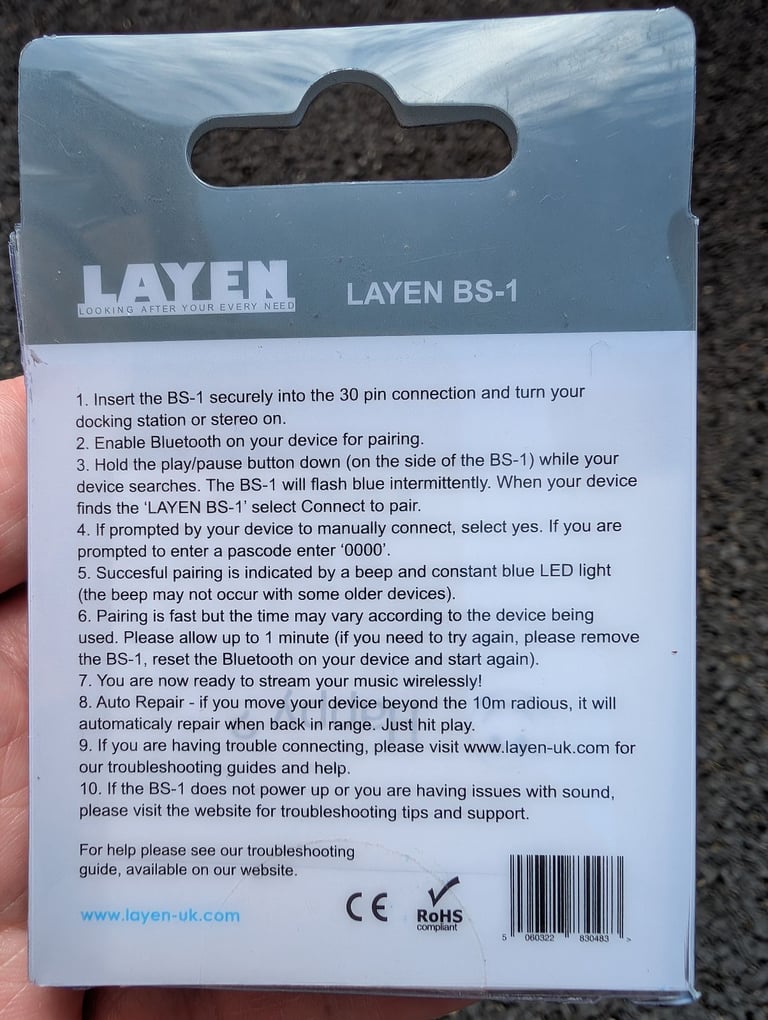 LAYEN
LOOKING AFTER YOUR EVERY NEED
LAYEN BS-1
1. Insert the BS-1 securely into the 30 pin connection and turn your
docking station or stereo on.
2. Enable Bluetooth on your device for pairing.
3. Hold the play/pause button down (on the side of the BS-1) while your
device searches. The BS-1 will flash blue intermittently. When your device
finds the ‘LAYEN BS-1’ select Connect to pair.
4. If prompted by your device to manually connect, select yes. If you are
prompted to enter a pascode enter ‘0000’.
5. Succesful pairing is indicated by a beep and constant blue LED light
(the beep may not occur with some older devices).
6. Pairing is fast but the time may vary according to the device being
used. Please allow up to 1 minute (if you need to try again, please remove
the BS-1, reset the Bluetooth on your device and start again).
7. You are now ready to stream your music wirelessly!
8. Auto Repair - if you move your device beyond the 10m radious, it will
automaticaly repair when back in range. Just hit play.
9. If you are having trouble connecting, please visit www.layen-uk.com for
our troubleshooting guides and help.
10. If the BS-1 does not power up or you are having issues with sound,
please visit the website for troubleshooting tips and support.
For help please see our troubleshooting
guide, available on our website.
www.layen-uk.com
CE
RoHS
compliant
5 060322 830483 >